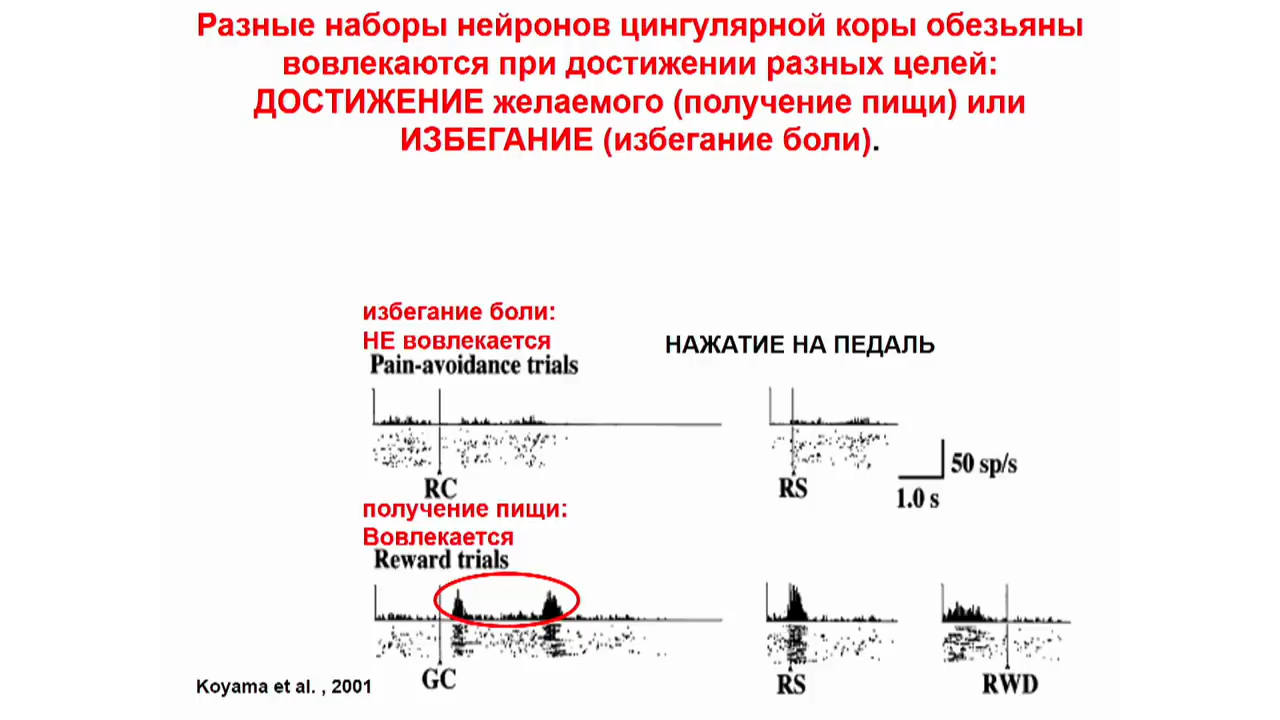 Разные наборы нейронов цингулярной коры обезьяны
вовлекаются при достижении разных целей:
ДОСТИЖЕНИЕ желаемого (получение пищи) или
ИЗБЕГАНИЕ (избегание боли).
избегание боли:
НЕ вовлекается
НАЖАТИЕ НА ПЕДАЛЬ
Pain-avoidance trials
50 sp/s
RC
RS
1.0 s
получение пищи:
Вовлекается
Reward trials
GC
RS
RWD
Koyama et al. , 2001